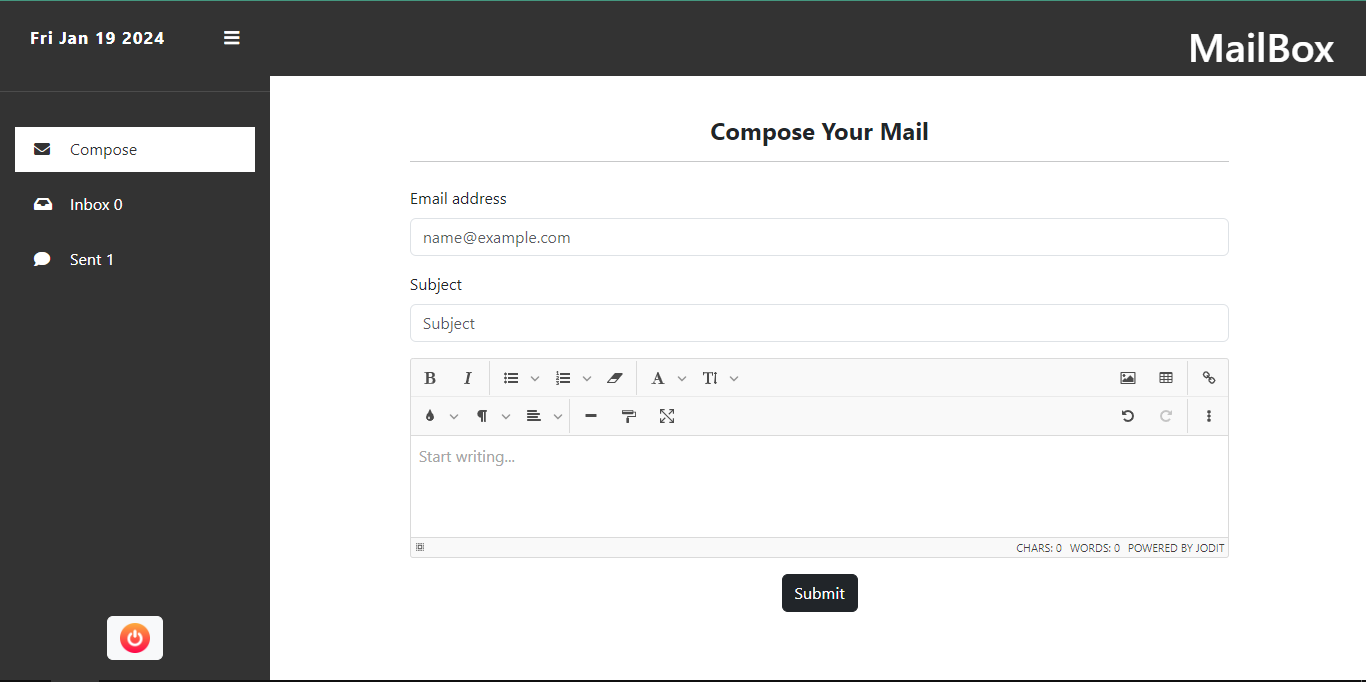 Fri Jan 19 2024
MailBox
Compose
Inbox 0
Sent 1
Compose Your Mail
Email address
name@example.com
Subject
Subject
B I A TI
Start writing...
CHARS: 0 WORDS: 0 POWERED BY JODIT
Submit